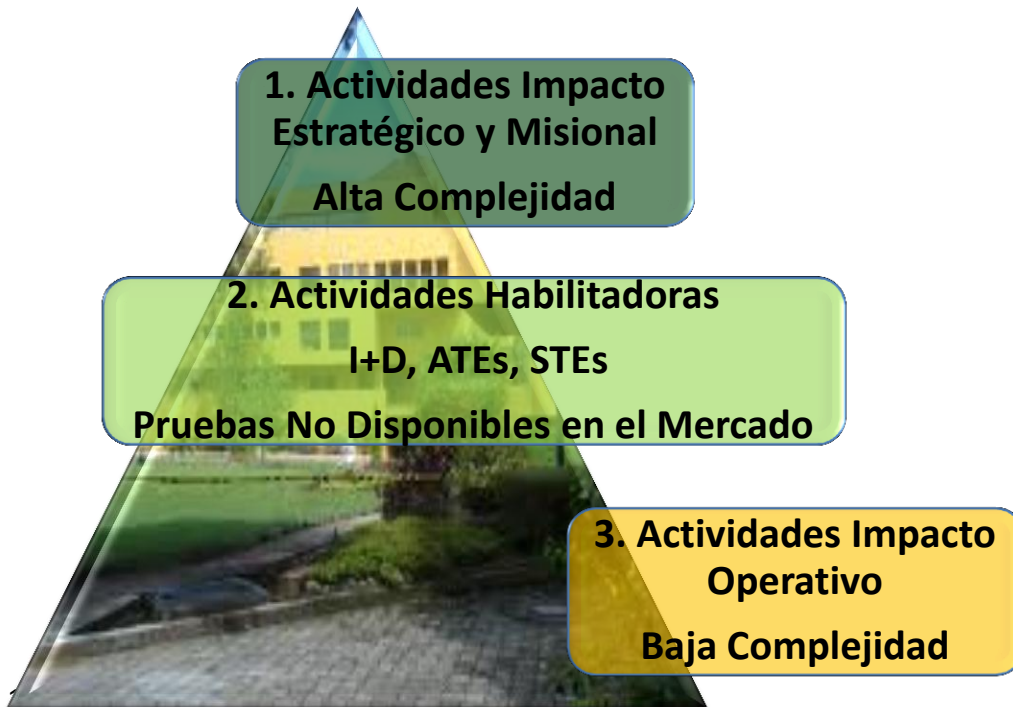 1. Actividades Impacto
Estratégico y Misional
Alta Complejidad
2. Actividades Habilitadoras
I+D, ATEs, STEs
Pruebas No Disponibles en el Mercado
3. Actividades Impacto
Operativo
Baja Complejidad